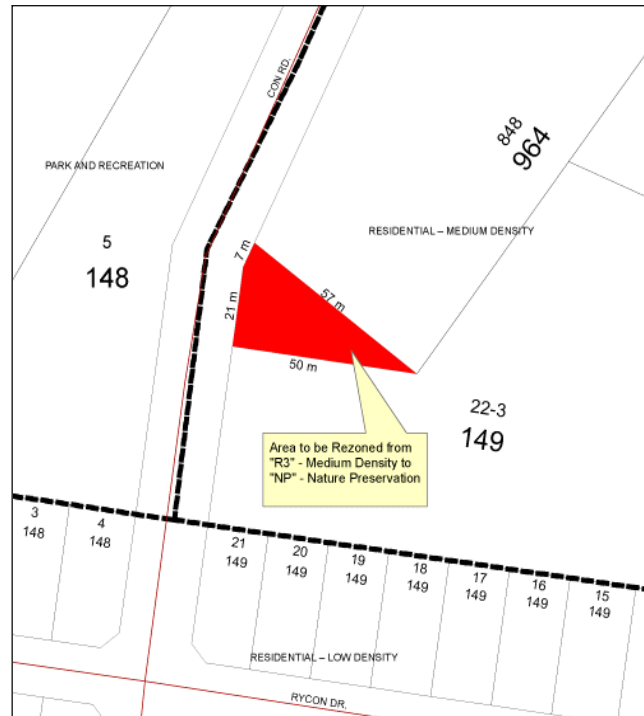 CON RD.
848
964
PARK AND RECREATION
RESIDENTIAL – MEDIUM DENSITY
5
148
7 m
57 m
21 m
50 m
22-3
149
Area to be Rezoned from
"R3" - Medium Density to
"NP" - Nature Preservation
3
148
4
148
21
149
20
149
19
149
18
149
17
149
16
149
15
149
RESIDENTIAL – LOW DENSITY
RYCON DR.